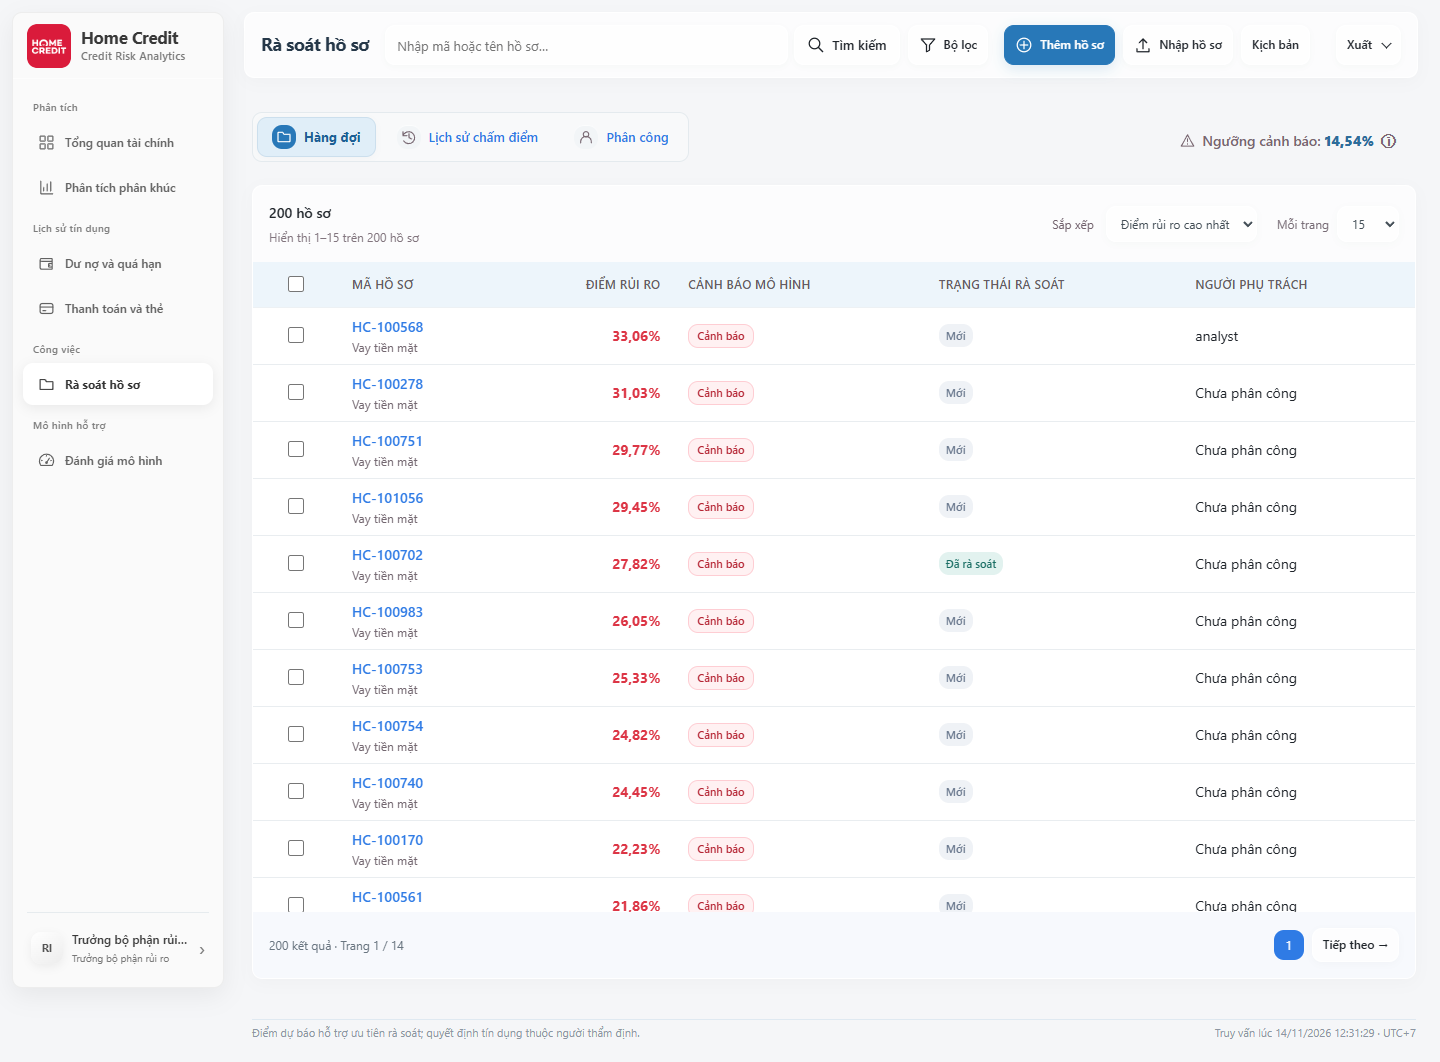 HOME CREDIT
Home Credit
Credit Risk Analytics
Phân tích
Tổng quan tài chính
Phân tích phân khúc
Lịch sử tín dụng
Dư nợ và quá hạn
Thanh toán và thẻ
Công việc
Rà soát hồ sơ
Mô hình hỗ trợ
Đánh giá mô hình
RI
Trưởng bộ phận rủi...
Trưởng bộ phận rủi ro
Rà soát hồ sơ
Nhập mã hoặc tên hồ sơ...
Tìm kiếm
Bộ lọc
Thêm hồ sơ
Nhập hồ sơ
Kịch bản
Xuất
Hàng đợi
Lịch sử chấm điểm
Phân công
Ngưỡng cảnh báo: 14,54%
200 hồ sơ
Hiển thị 1–15 trên 200 hồ sơ
Sắp xếp
Điểm rủi ro cao nhất
Mỗi trang
15
MÃ HỒ SƠ ĐIỂM RỦI RO CẢNH BÁO MÔ HÌNH TRẠNG THÁI RÀ SOÁT NGƯỜI PHỤ TRÁCH
HC-100568 33,06% Cảnh báo Mới analyst
Vay tiền mặt
HC-100278 31,03% Cảnh báo Mới Chưa phân công
Vay tiền mặt
HC-100751 29,77% Cảnh báo Mới Chưa phân công
Vay tiền mặt
HC-101056 29,45% Cảnh báo Mới Chưa phân công
Vay tiền mặt
HC-100702 27,82% Cảnh báo Đã rà soát Chưa phân công
Vay tiền mặt
HC-100983 26,05% Cảnh báo Mới Chưa phân công
Vay tiền mặt
HC-100753 25,33% Cảnh báo Mới Chưa phân công
Vay tiền mặt
HC-100754 24,82% Cảnh báo Mới Chưa phân công
Vay tiền mặt
HC-100740 24,45% Cảnh báo Mới Chưa phân công
Vay tiền mặt
HC-100170 22,23% Cảnh báo Mới Chưa phân công
Vay tiền mặt
HC-100561 21,86% Cảnh báo Mới Chưa phân công
200 kết quả · Trang 1 / 14
1
Tiếp theo →
Điểm dự báo hỗ trợ ưu tiên rà soát; quyết định tín dụng thuộc người thẩm định.
Truy vấn lúc 14/11/2026 12:31:29 · UTC+7